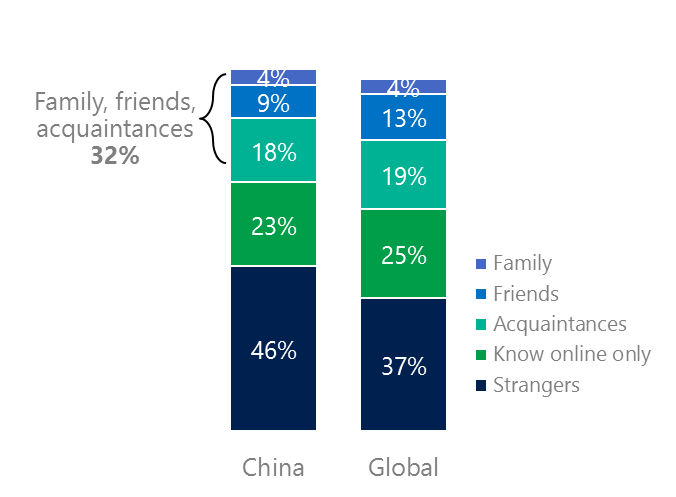 4%
4%
Family, friends,
acquaintances
32%
9%
13%
18%
19%
23%
25%
46%
37%
Family
Friends
Acquaintances
Know online only
Strangers
China
Global